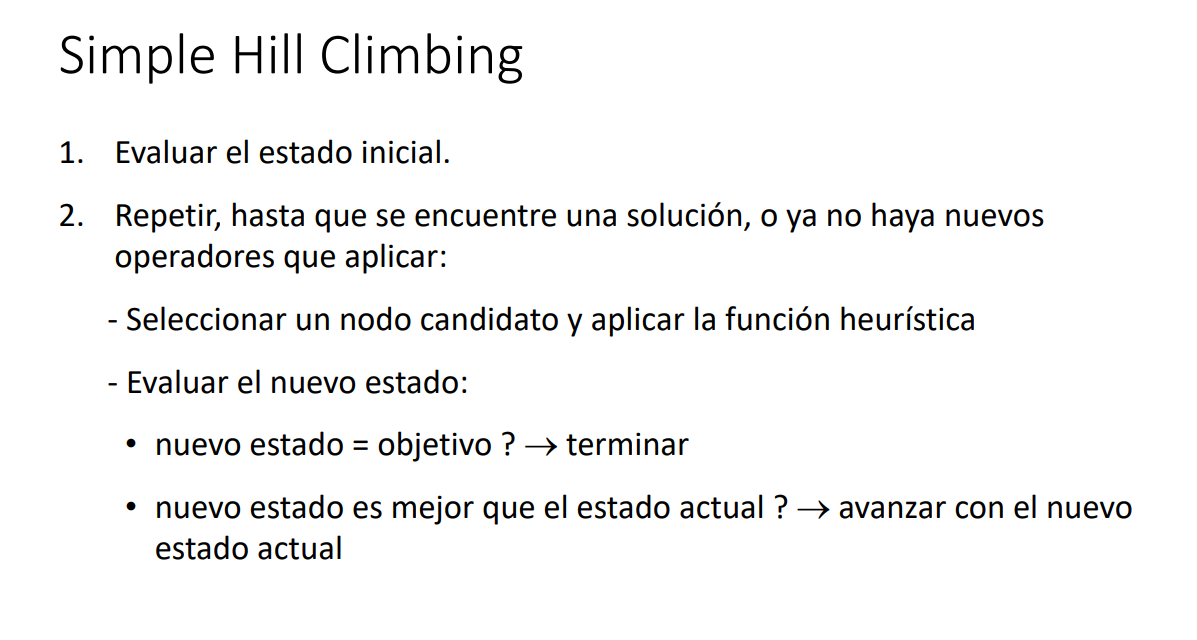 Simple Hill Climbing
1. Evaluar el estado inicial.
2. Repetir, hasta que se encuentre una solución, o ya no haya nuevos
operadores que aplicar:
- Seleccionar un nodo candidato y aplicar la función heurística
- Evaluar el nuevo estado:
• nuevo estado = objetivo ? → terminar
• nuevo estado es mejor que el estado actual ? → avanzar con el nuevo
estado actual